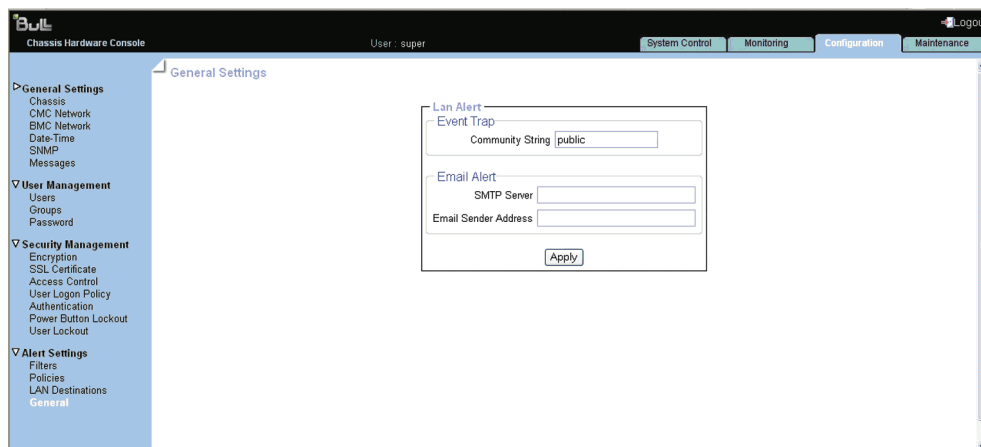 Bull
Logou
Chassis Hardware Console
User : super
System Control
Monitoring
Configuration
Maintenance
General Settings
Chassis
CMC Network
BMC Network
Date-Time
SNMP
Messages
User Management
Users
Groups
Password
Security Management
Encryption
SSL Certificate
Access Control
User Logon Policy
Authentication
Power Button Lockout
User Lockout
Alert Settings
Filters
Policies
LAN Destinations
General
General Settings
Lan Alert
Event Trap
Community String public
Email Alert
SMTP Server
Email Sender Address
Apply